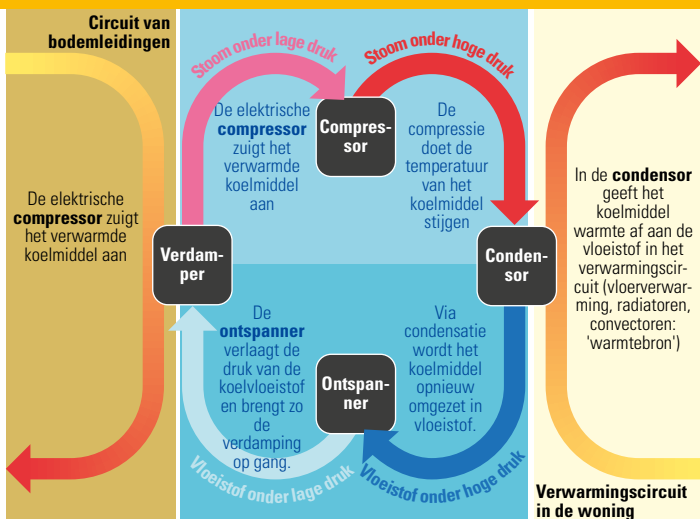 Circuit van
bodemleidingen
De elektrische
compressor zuigt
het verwarmde
koelmiddel aan
Stoom onder lage druk
Stoom onder hoge druk
De elektrische
compressor
zuigt het
verwarmde
koelmiddel
aan
Compres-
sor
De
compressie
doet de
temperatuur
van het
koelmiddel
stijgen
Verdam-
per
Conden-
sor
De
ontspanner
verlaagt de
druk van de
koelvloeistof
en brengt zo
de
verdamping
op gang.
Ontspan-
ner
Via
condensatie
wordt het
koelmiddel
opnieuw
omgezet in
vloeistof.
Vloeistof onder lage druk
Vloeistof onder hoge druk
In de condensor
geeft het
koelmiddel
warmte af aan de
vloeistof in het
verwarmingscir-
cuit (vloerverwar-
ming, radiatoren,
convectoren:
'warmtebron')
Verwarmingscircuit
in de woning